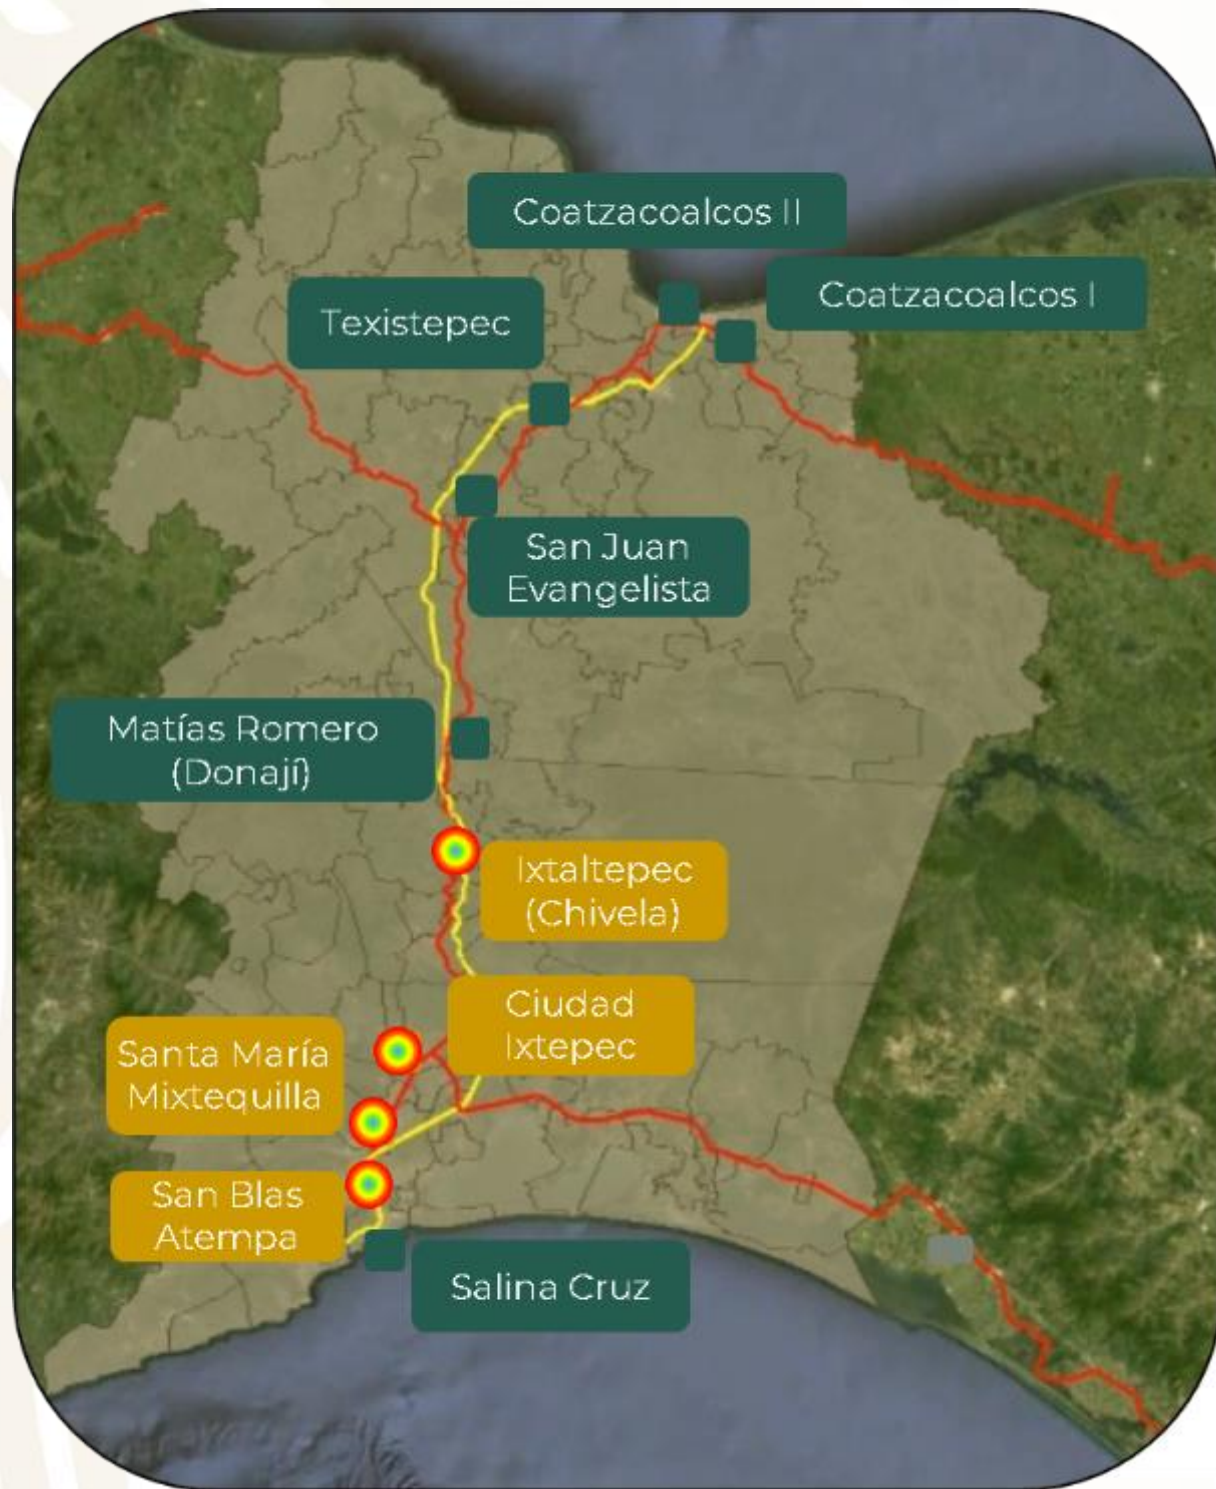 Coatzacoalcos II
Coatzacoalcos I
Texistepec
San Juan
Evangelista
Matías Romero
(Donají)
Ixtaltepec
(Chivela)
Ciudad
Ixtepec
Santa María
Mixtequilla
San Blas
Atempa
Salina Cruz